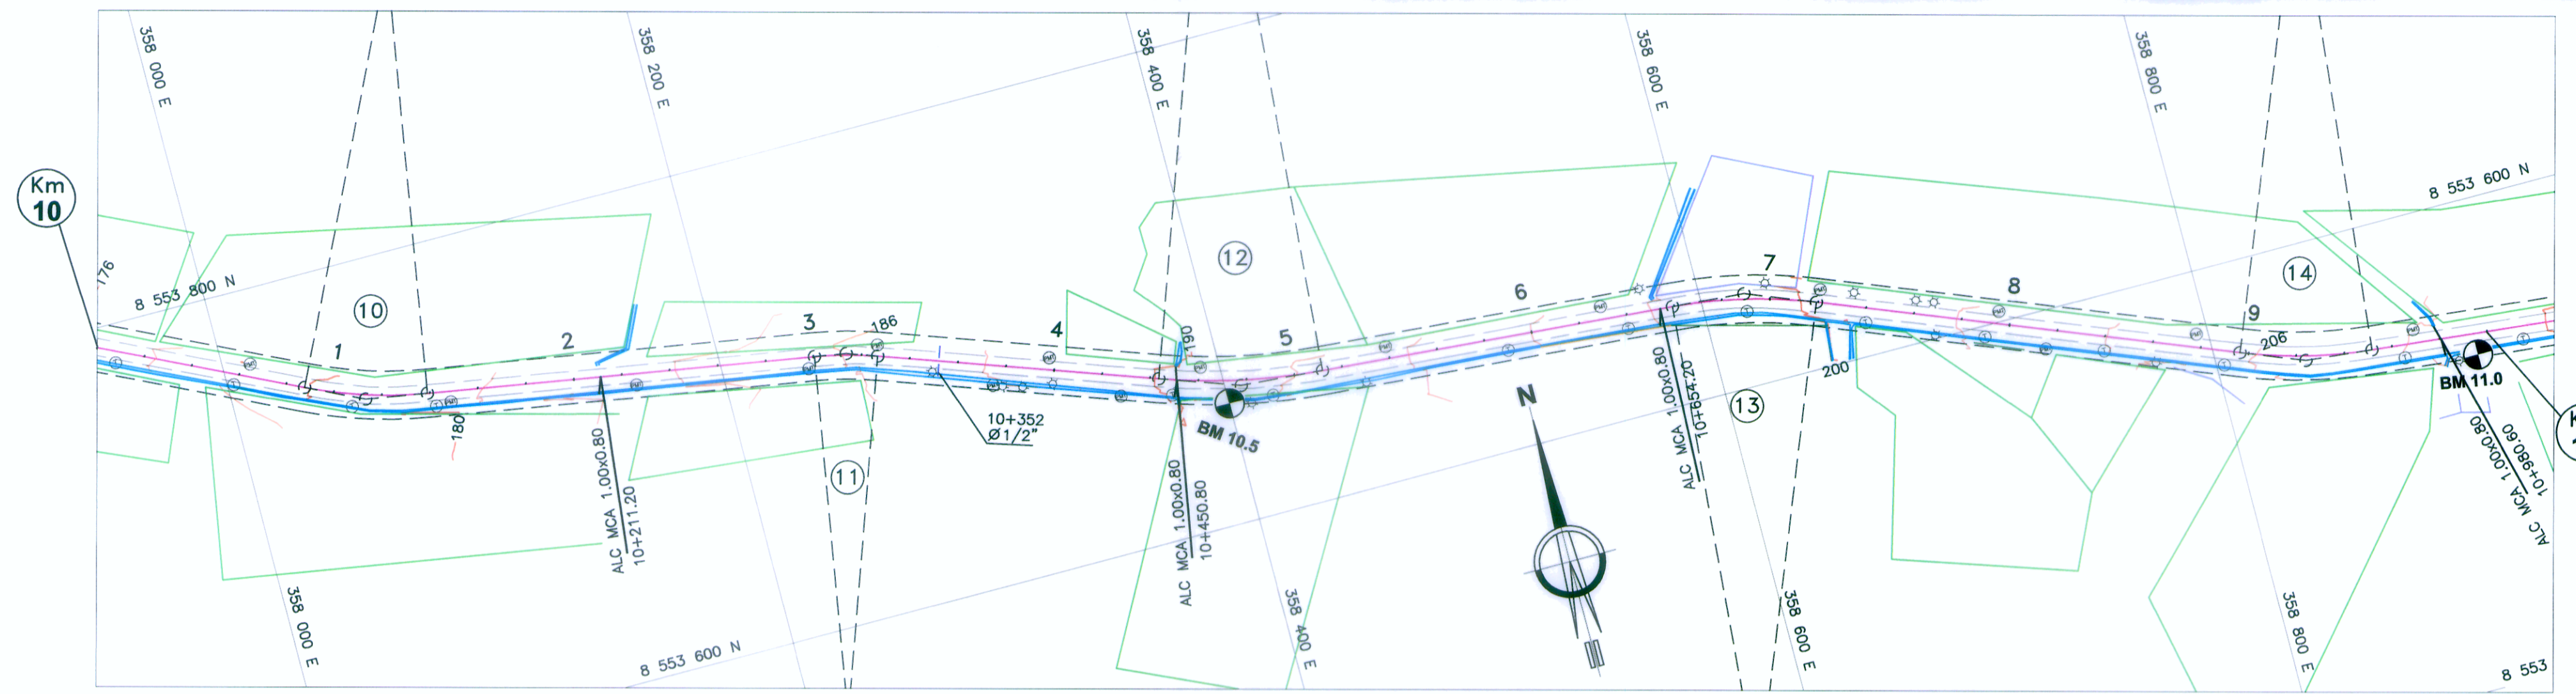 358 000 E
358 200 E
358 400 E
358 600 E
358 800 E
Km
10
176
8 553 800 N
10
1
2
3
186
4
190
12
5
6
7
8
9
14
206
8 553 600 N
180
ALC MCA 1.00x0.80
10+211.20
11
10+352
Ø1/2"
ALC MCA 1.00x0.80
10+450.80
BM 10.5
N
ALC MCA 1.00x0.80
10+654.20
13
200
BM 11.0
ALC MCA 1.00x0.80
10+980.60
358 000 E
8 553 600 N
358 400 E
358 600 E
358 800 E
8 553